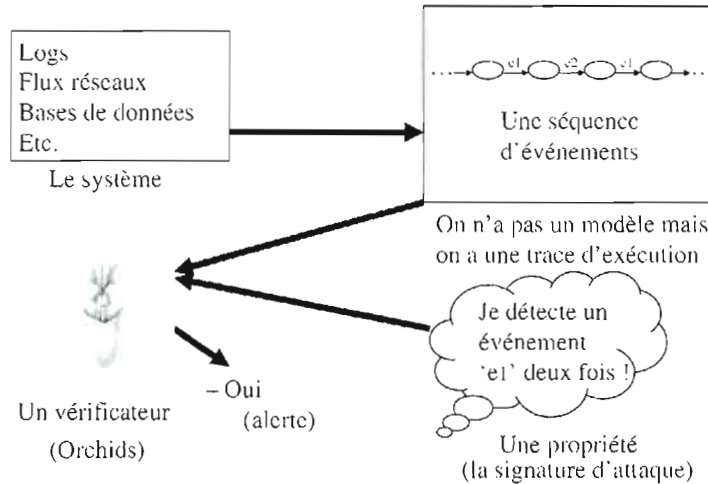 Logs
Flux réseaux
Bases de données
Etc.
Le système
... e1 e2 e1 ...
Une séquence
d'événements
On n'a pas un modèle mais
on a une trace d'exécution
Je détecte un
événement
'e1' deux fois !
– Oui
(alerte)
Un vérificateur
(Orchids)
Une propriété
(la signature d'attaque)